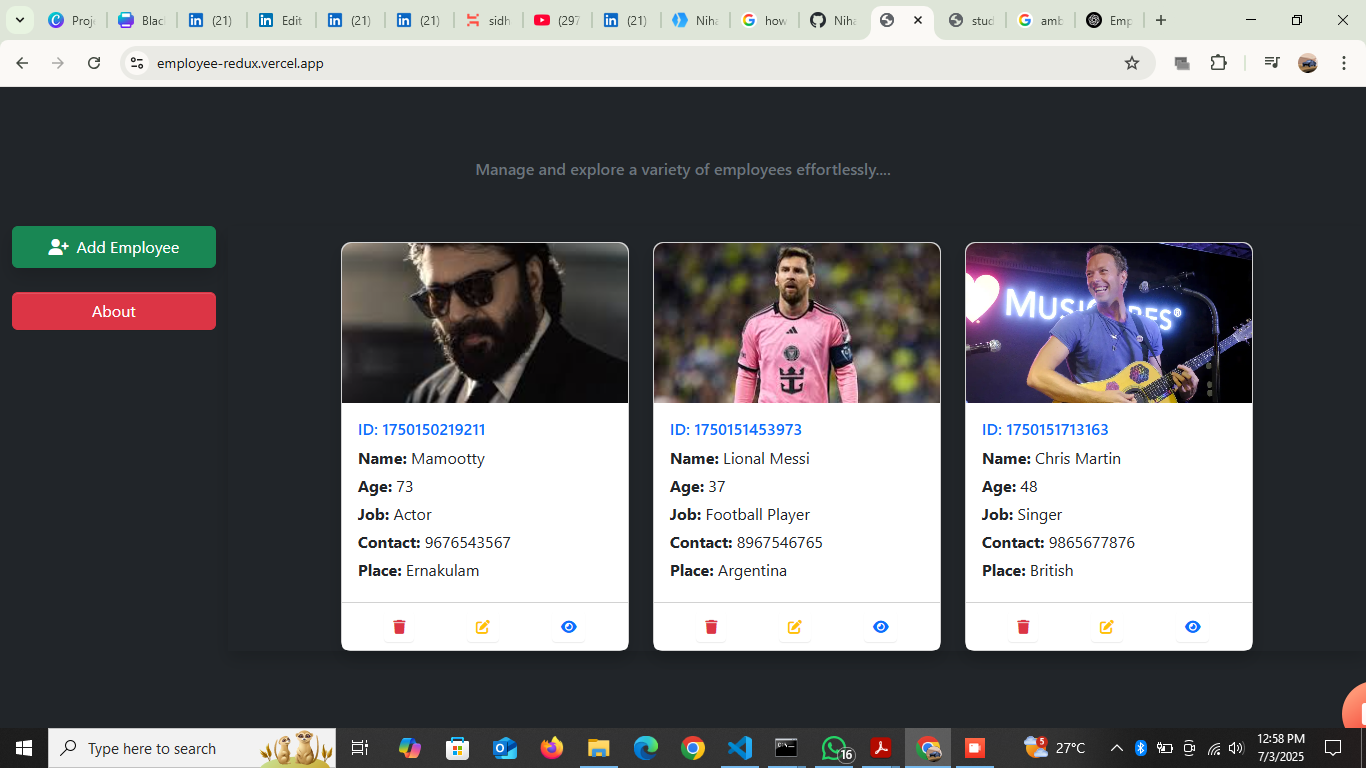 Proje
Blac
(21)
Edit
(21)
(21)
sidh
(297
(21)
Niha
how
Niha
stud
amb
Emp
employee-redux.vercel.app
Manage and explore a variety of employees effortlessly....
Add Employee
About
MUSIC
RES®
ID: 1750150219211
Name: Mamootty
Age: 73
Job: Actor
Contact: 9676543567
Place: Ernakulam
ID: 1750151453973
Name: Lional Messi
Age: 37
Job: Football Player
Contact: 8967546765
Place: Argentina
ID: 1750151713163
Name: Chris Martin
Age: 48
Job: Singer
Contact: 9865677876
Place: British
Type here to search
16
5
27°C
12:58 PM
7/3/2025